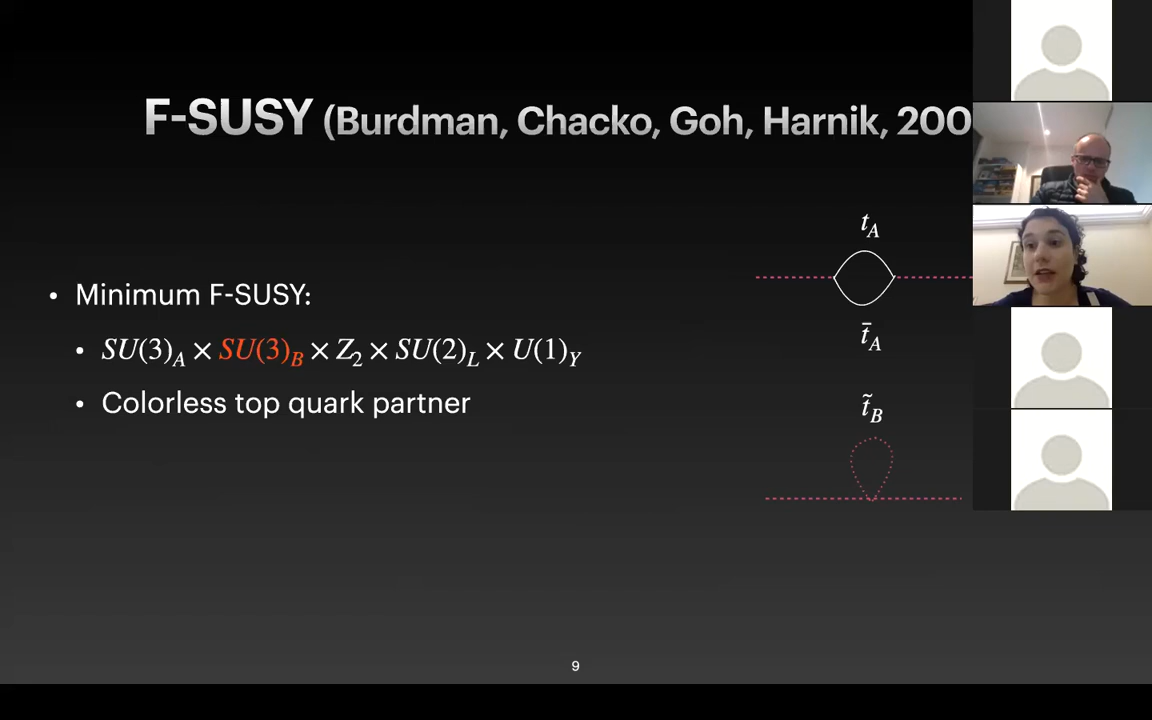 F-SUSY (Burdman, Chacko, Goh, Harnik, 200
t_A
• Minimum F-SUSY:
t̄_A
• SU(3)_A × SU(3)_B × Z_2 × SU(2)_L × U(1)_Y
• Colorless top quark partner
t̃_B
9